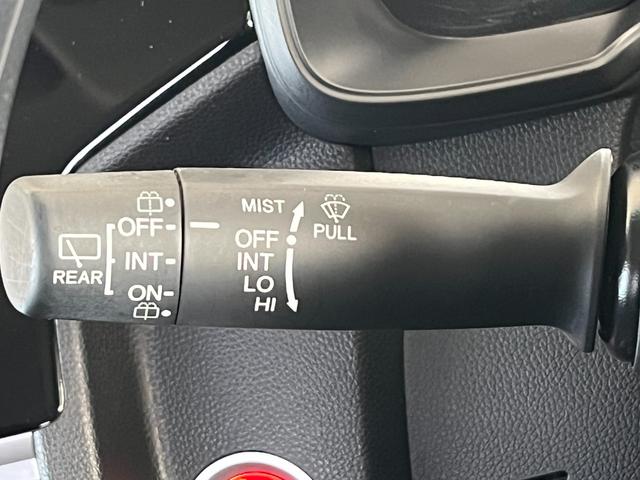 OFF
INT
ON
REAR
MIST
OFF
INT
LO
HI
PULL